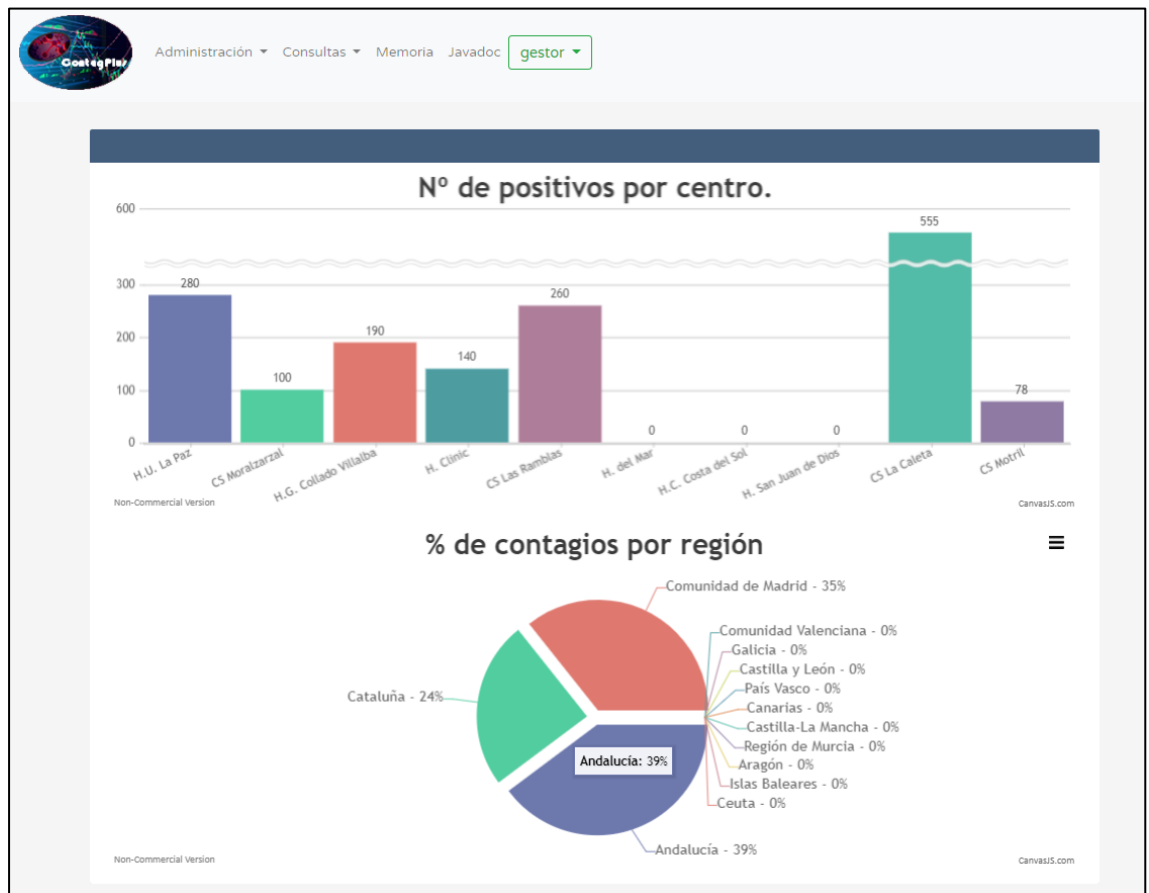 ContagPlus
Administración Consultas Memoria Javadoc gestor
Nº de positivos por centro.
600
555
300
280
260
200
190
140
100
100
78
0
0
0
0
H.U. La Paz
CS Moralzarzal
H.G. Collado Villalba
H. Clinic
CS Las Ramblas
H. del Mar
H.C. Costa del Sol
H. San Juan de Dios
CS La Caleta
CS Motril
Non-Commercial Version
CanvasJS.com
% de contagios por región
Comunidad de Madrid - 35%
Comunidad Valenciana - 0%
Galicia - 0%
Castilla y León - 0%
País Vasco - 0%
Cataluña - 24%
Canarias - 0%
Castilla-La Mancha - 0%
Región de Murcia - 0%
Andalucía: 39%
Aragón - 0%
Islas Baleares - 0%
Ceuta - 0%
Andalucía - 39%
Non-Commercial Version
CanvasJS.com